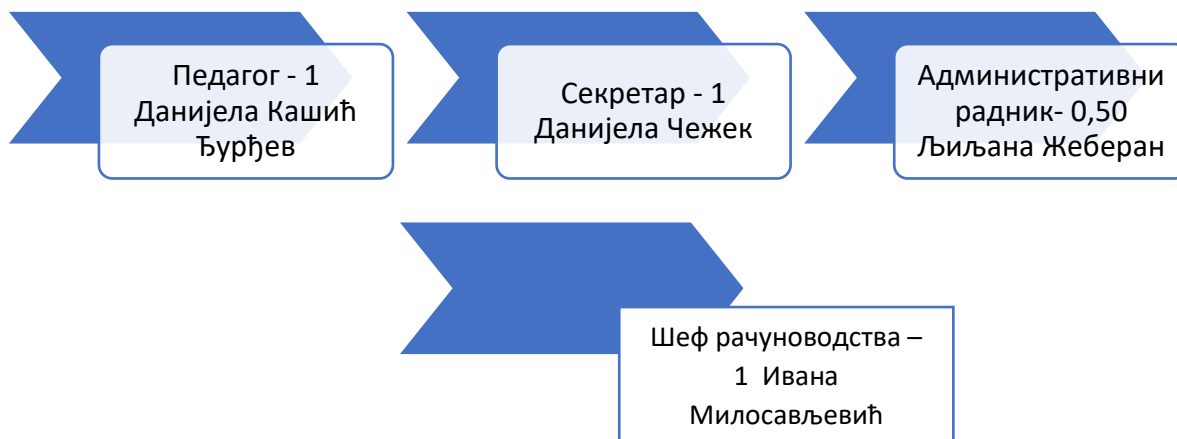 Педагог - 1
Данијела Кашић
Ђурђев
Секретар - 1
Данијела Чежек
Административни
радник- 0,50
Љиљана Жеберан
Шеф рачуноводства –
1 Ивана
Милосављевић